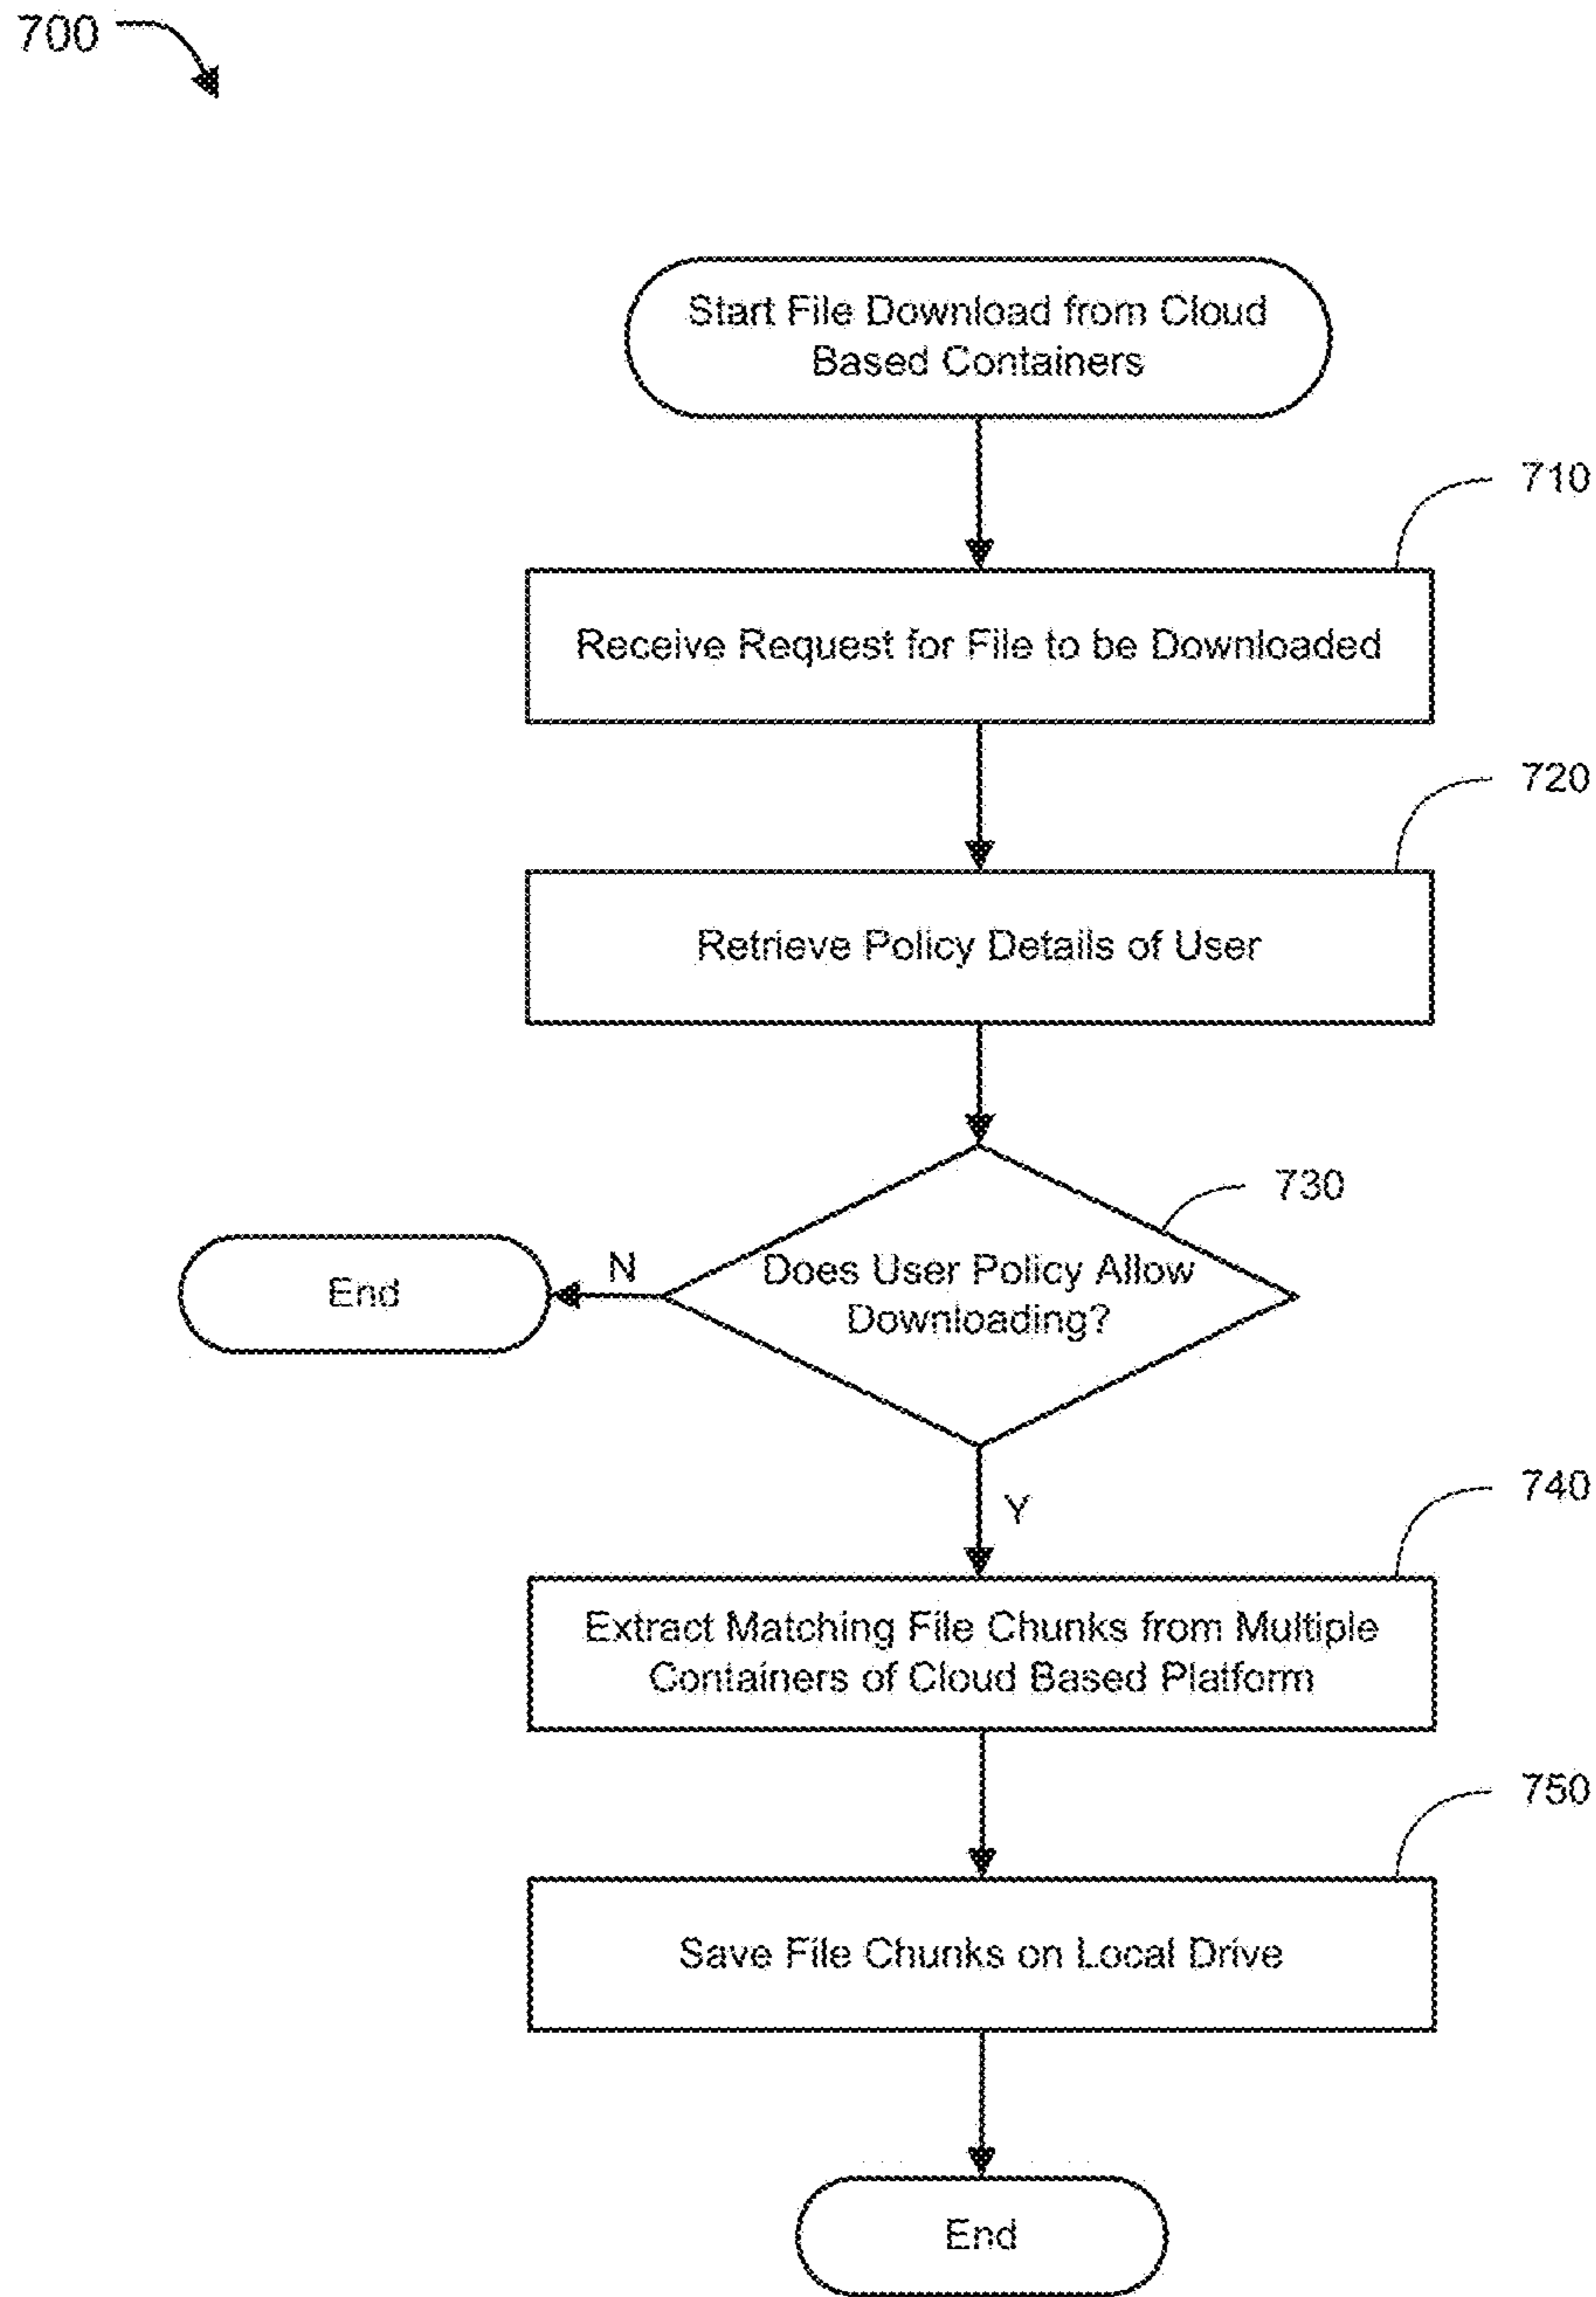 700
Start File Download from Cloud
Based Containers
710
Receive Request for File to be Downloaded
720
Retrieve Policy Details of User
730
Does User Policy Allow
Downloading?
N
End
Y
740
Extract Matching File Chunks from Multiple
Containers of Cloud Based Platform
750
Save File Chunks on Local Drive
End